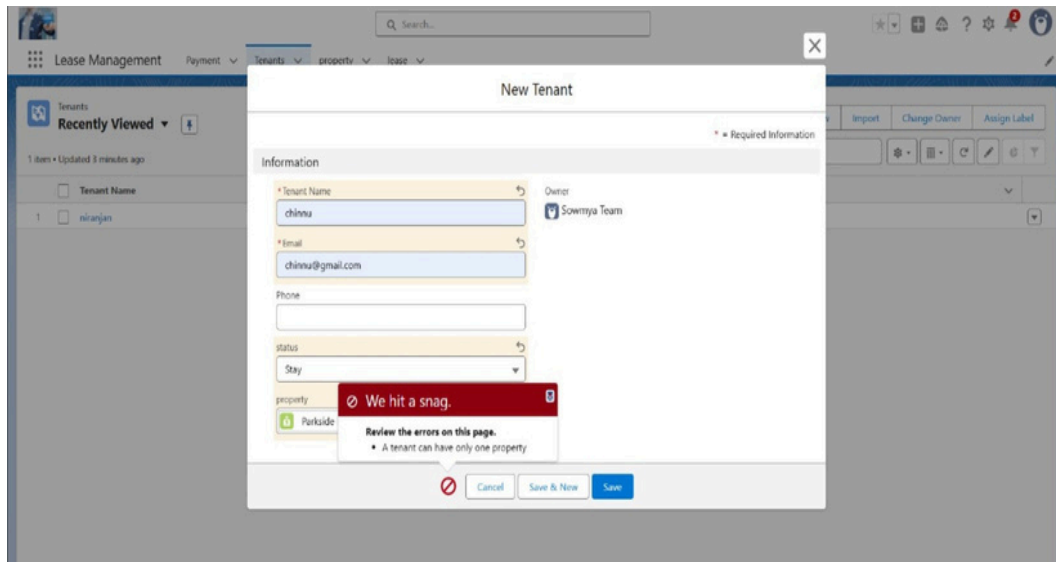 Search...
2
Lease Management Payment Tenants property lease
New Tenant
Tenants
Recently Viewed
Import Change Owner Assign Label
* = Required Information
1 item • Updated 3 minutes ago
Information
Tenant Name
1 niranjan
* Tenant Name
chinnu
Owner
Sowmya Team
* Email
chinnu@gmail.com
Phone
status
Stay
property
Parkside
We hit a snag.
Review the errors on this page.
• A tenant can have only one property
Cancel Save & New Save